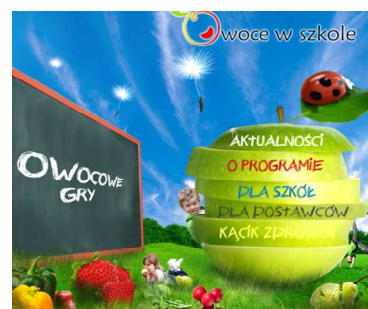 Owoce w szkole
AKTUALNOŚCI
O PROGRAMIE
DLA SZKÓŁ
DLA DOSTAWCÓW
KĄCIK ZDROWIA
OWOCOWE
GRY